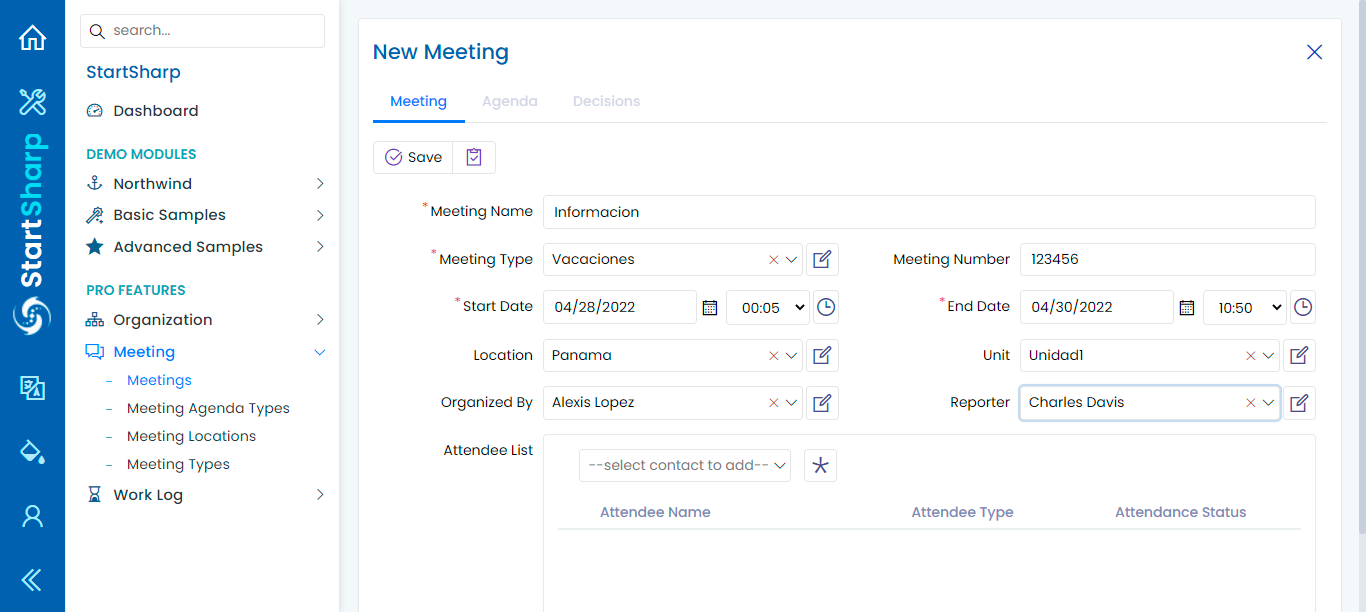 search...
StartSharp
Dashboard
DEMO MODULES
Northwind
Basic Samples
Advanced Samples
PRO FEATURES
Organization
Meeting
– Meetings
– Meeting Agenda Types
– Meeting Locations
– Meeting Types
Work Log
StartSharp
New Meeting
Meeting Agenda Decisions
Save
*Meeting Name Informacion
*Meeting Type Vacaciones Meeting Number 123456
*Start Date 04/28/2022 00:05 *End Date 04/30/2022 10:50
Location Panama Unit Unidad1
Organized By Alexis Lopez Reporter Charles Davis
Attendee List
--select contact to add--
Attendee Name Attendee Type Attendance Status